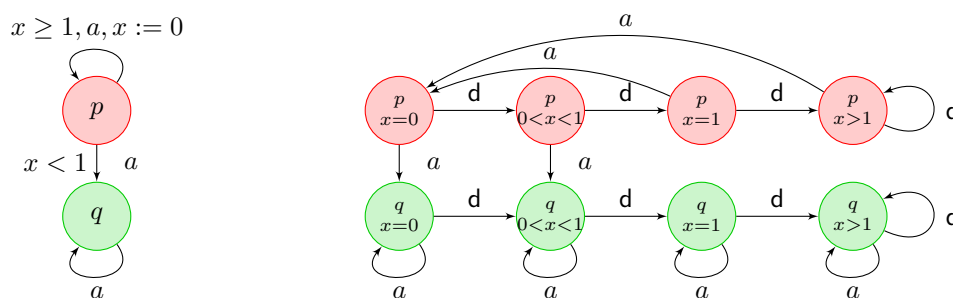 x ≥ 1, a, x := 0
p
x < 1 a
q
a
a
a
p
x=0
d
p
0<x<1
d
p
x=1
d
p
x>1
d
a
a
q
x=0
d
q
0<x<1
d
q
x=1
d
q
x>1
d
a
a
a
a